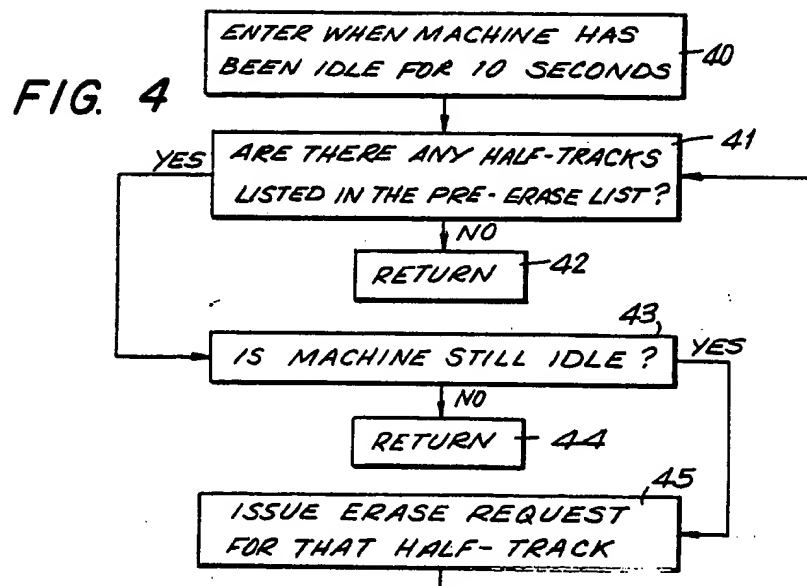 FIG. 4
ENTER WHEN MACHINE HAS
BEEN IDLE FOR 10 SECONDS
40
41
YES
ARE THERE ANY HALF-TRACKS
LISTED IN THE PRE-ERASE LIST?
NO
RETURN
42
43
IS MACHINE STILL IDLE?
YES
NO
RETURN
44
45
ISSUE ERASE REQUEST
FOR THAT HALF-TRACK